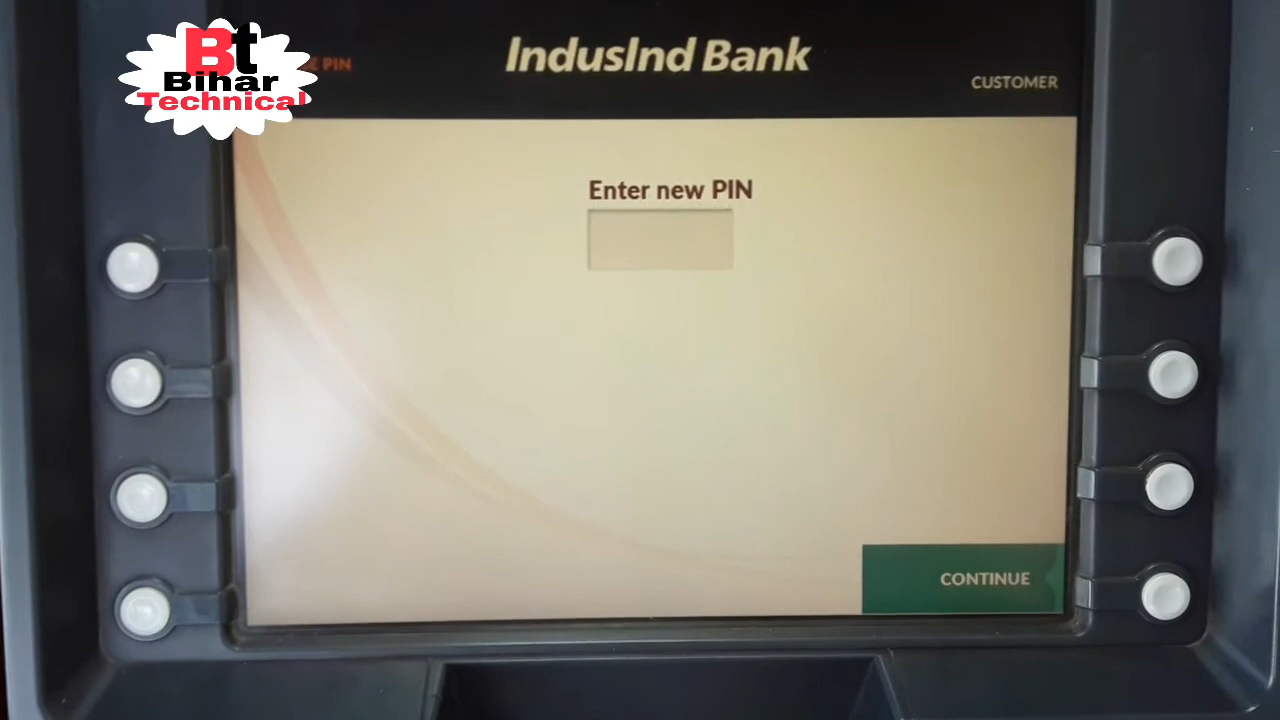 Bt
Bihar
Technical
PIN
IndusInd Bank
CUSTOMER
Enter new PIN
CONTINUE